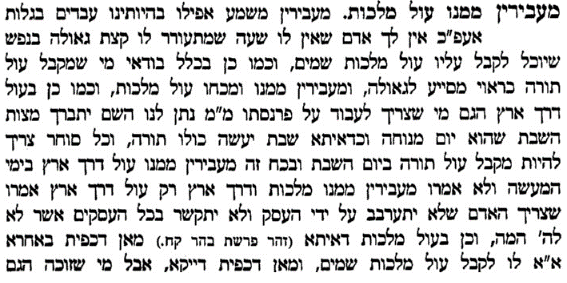 מעבירין ממנו עול מלכות. מעבירין משמע אפילו בהיותינו עבדים בגלות
אעפ"כ אין לך אדם שאין לו שעה שמתעורר לו קצת גאולה בנפש
שיוכל לקבל עליו עול מלכות שמים, וכמו כן בכלל בודאי מי שמקבל עול
תורה כראוי מסייע לגאולה, ומעבירין ממנו ומכחו עול מלכות, וכמו כן בעול
דרך ארץ הגם מי שצריך לעבוד על פרנסתו מ"מ נתן לנו השם יתברך מצות
השבת שהוא יום מנוחה וכדאיתא שבת יעשה כולו תורה, וכל סוחר צריך
להיות מקבל עול תורה ביום השבת ובכח זה מעבירין ממנו עול דרך ארץ בימי
המעשה ולא אמרו מעבירין ממנו מלכות ודרך ארץ רק עול דרך ארץ אמרו
שצריך האדם שלא יתערבב על ידי העסק ולא יתקשר בכל העסקים אשר לא
לה' המה, וכן בעול מלכות דאיתא (זהר פרשת בהר קח.) מאן דכפית באחרא
א"א לו לקבל עול מלכות שמים, ומאן דכפית דייקא, אבל מי שזוכה הגם